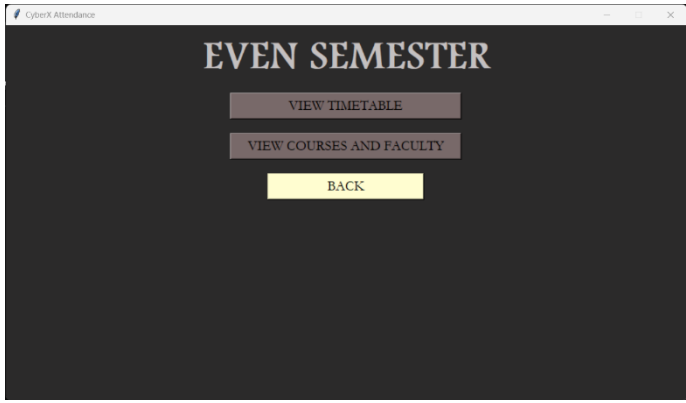 CyberX Attendance
EVEN SEMESTER
VIEW TIMETABLE
VIEW COURSES AND FACULTY
BACK